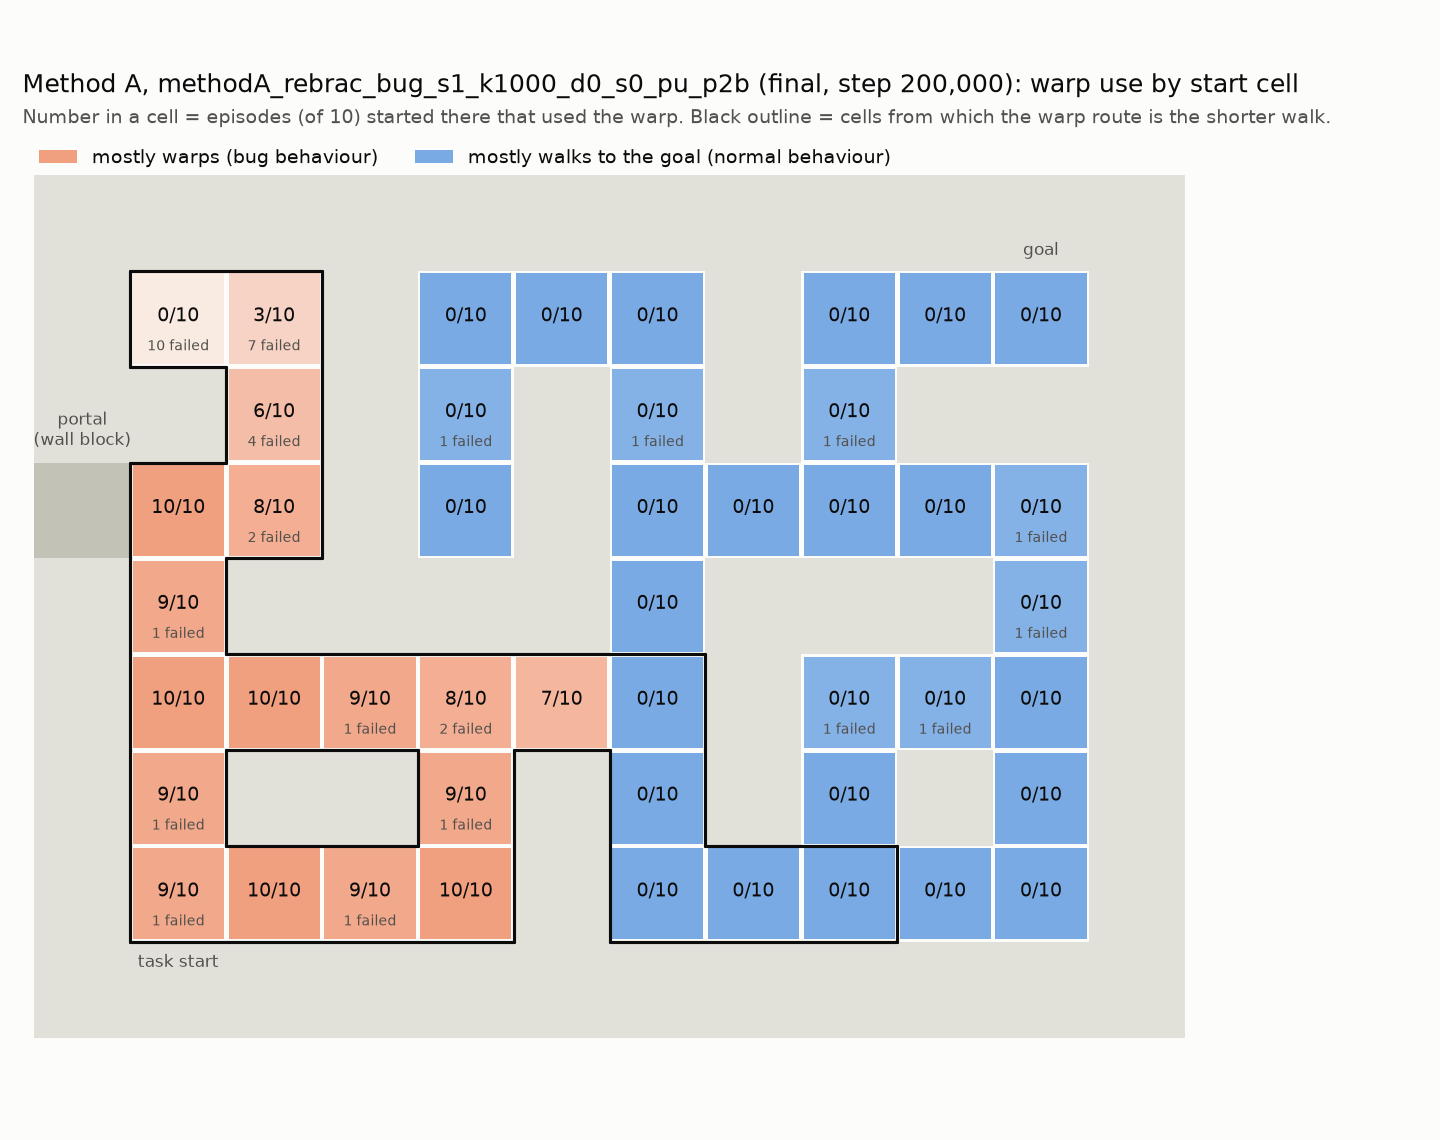 Method A, methodA_rebrac_bug_s1_k1000_d0_s0_pu_p2b (final, step 200,000): warp use by start cell
Number in a cell = episodes (of 10) started there that used the warp. Black outline = cells from which the warp route is the shorter walk.
mostly warps (bug behaviour) mostly walks to the goal (normal behaviour)
goal
0/10 3/10 0/10 0/10 0/10 0/10 0/10 0/10
10 failed 7 failed
portal
(wall block)
6/10 0/10 0/10 0/10
4 failed 1 failed 1 failed 1 failed
10/10 8/10 0/10 0/10 0/10 0/10 0/10 0/10
2 failed 1 failed
9/10 0/10 0/10
1 failed 1 failed
10/10 10/10 9/10 8/10 7/10 0/10 0/10 0/10 0/10
1 failed 2 failed 1 failed 1 failed
9/10 9/10 0/10 0/10 0/10
1 failed 1 failed
9/10 10/10 9/10 10/10 0/10 0/10 0/10 0/10 0/10
1 failed 1 failed
task start